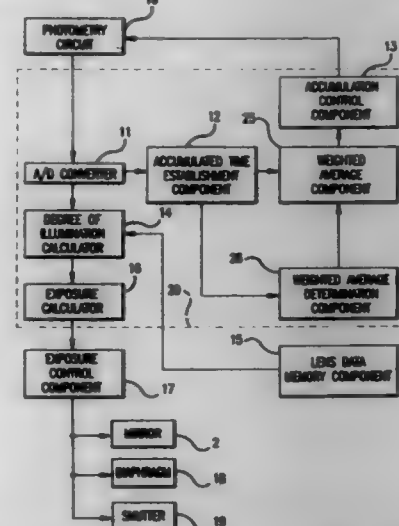 PHOTOMETRY
CIRCUIT
13
ACCUMULATION
CONTROL
COMPONENT
11
12
A/D CONVERTER
ACCUMULATED TIME
ESTABLISHMENT
COMPONENT
WEIGHTED
AVERAGE
COMPONENT
14
DEGREE OF
ILLUMINATION
CALCULATOR
16
EXPOSURE
CALCULATOR
20
WEIGHTED AVERAGE
DETERMINATION
COMPONENT
15
LENS DATA
MEMORY COMPONENT
EXPOSURE
CONTROL
COMPONENT
17
MIRROR
2
DIAPHRAGM
18
SHUTTER
19